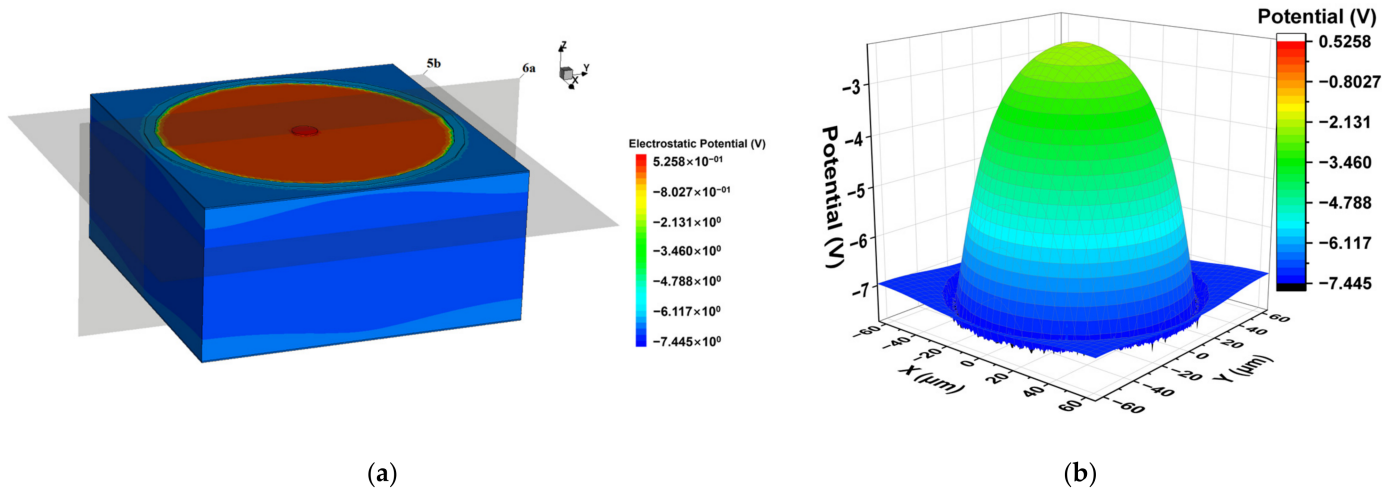 5b
6a
Z
Y
X
Electrostatic Potential (V)
5.258×10⁻⁰¹
-8.027×10⁻⁰¹
-2.131×10⁰
-3.460×10⁰
-4.788×10⁰
-6.117×10⁰
-7.445×10⁰
(a)
Potential (V)
0.5258
-0.8027
-2.131
-3.460
-4.788
-6.117
-7.445
Potential (V)
-3
-4
-5
-6
-7
-60
-40
-20
0
20
40
60
X (µm)
-60
-40
-20
0
20
40
60
Y (µm)
(b)